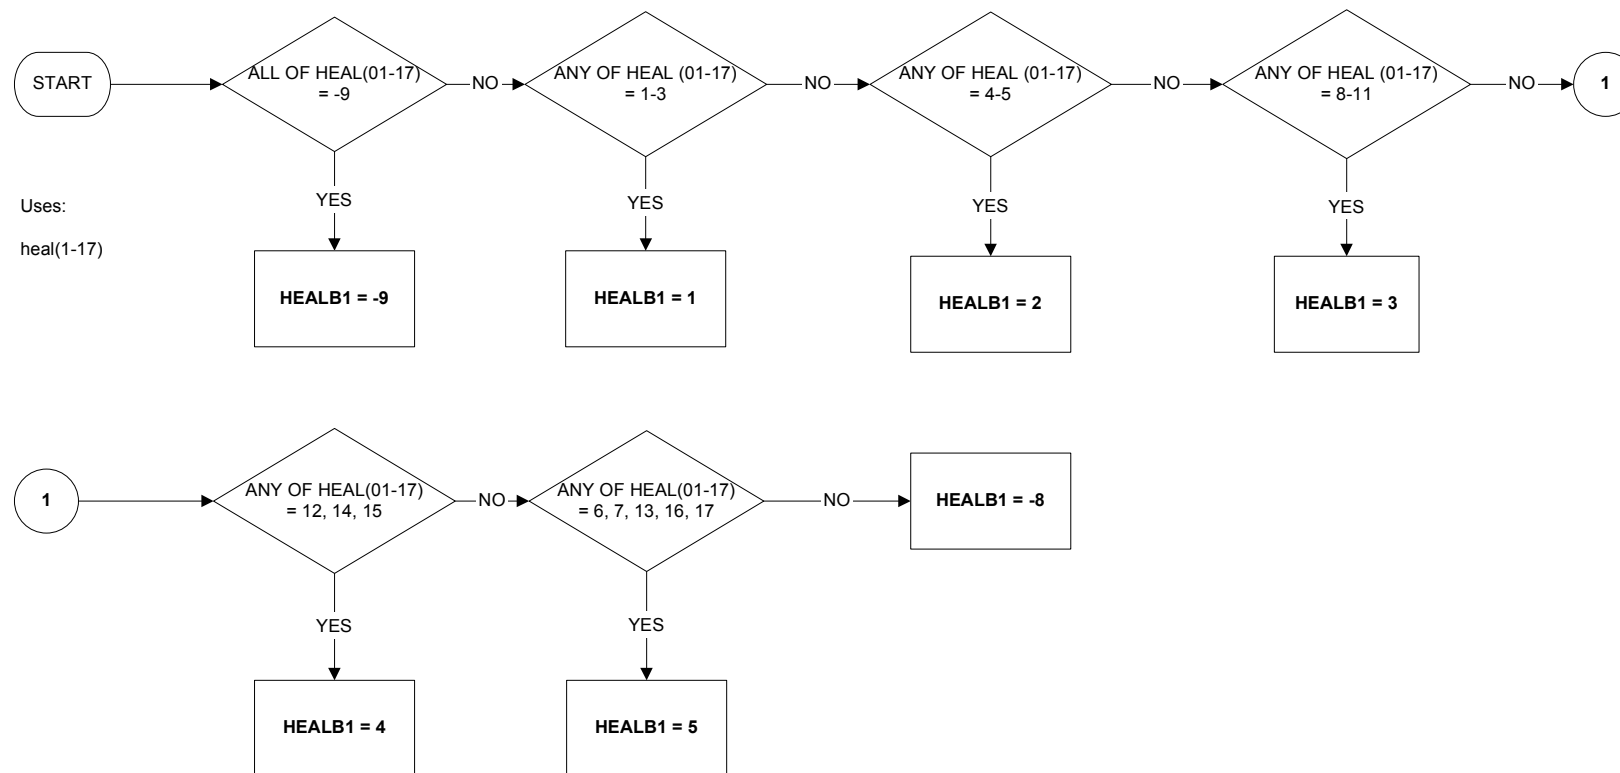 START
ALL OF HEAL(01-17)
= -9
NO
ANY OF HEAL (01-17)
= 1-3
NO
ANY OF HEAL (01-17)
= 4-5
NO
ANY OF HEAL (01-17)
= 8-11
NO
1
YES
YES
YES
YES
Uses:
heal(1-17)
HEALB1 = -9
HEALB1 = 1
HEALB1 = 2
HEALB1 = 3
1
ANY OF HEAL(01-17)
= 12, 14, 15
NO
ANY OF HEAL(01-17)
= 6, 7, 13, 16, 17
NO
HEALB1 = -8
YES
YES
HEALB1 = 4
HEALB1 = 5